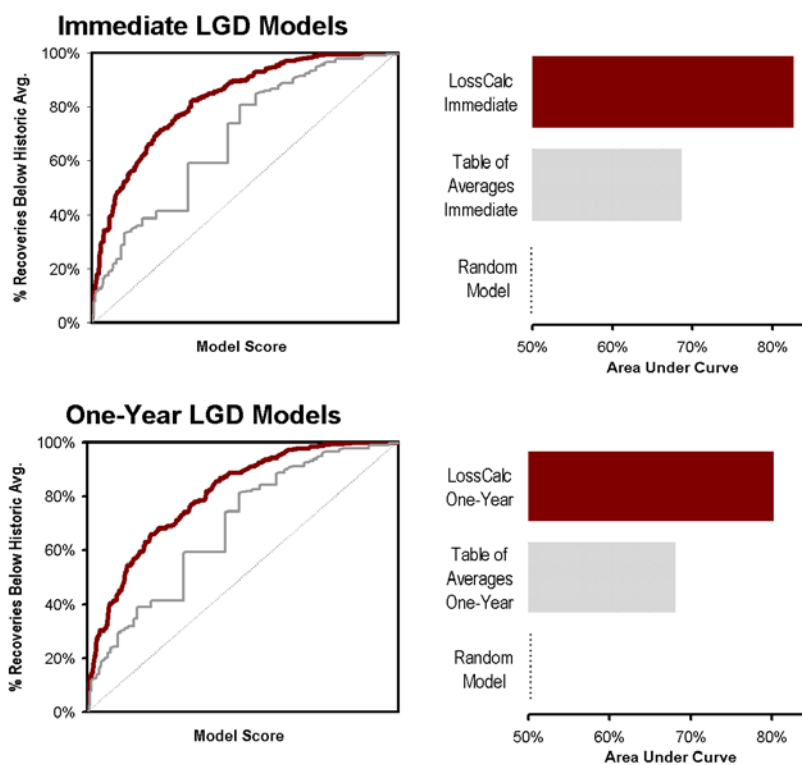 Immediate LGD Models
% Recoveries Below Historic Avg.
100%
80%
60%
40%
20%
0%
Model Score
LossCalc
Immediate
Table of
Averages
Immediate
Random
Model
50%
60%
70%
80%
Area Under Curve
One-Year LGD Models
% Recoveries Below Historic Avg.
100%
80%
60%
40%
20%
0%
Model Score
LossCalc
One-Year
Table of
Averages
One-Year
Random
Model
50%
60%
70%
80%
Area Under Curve